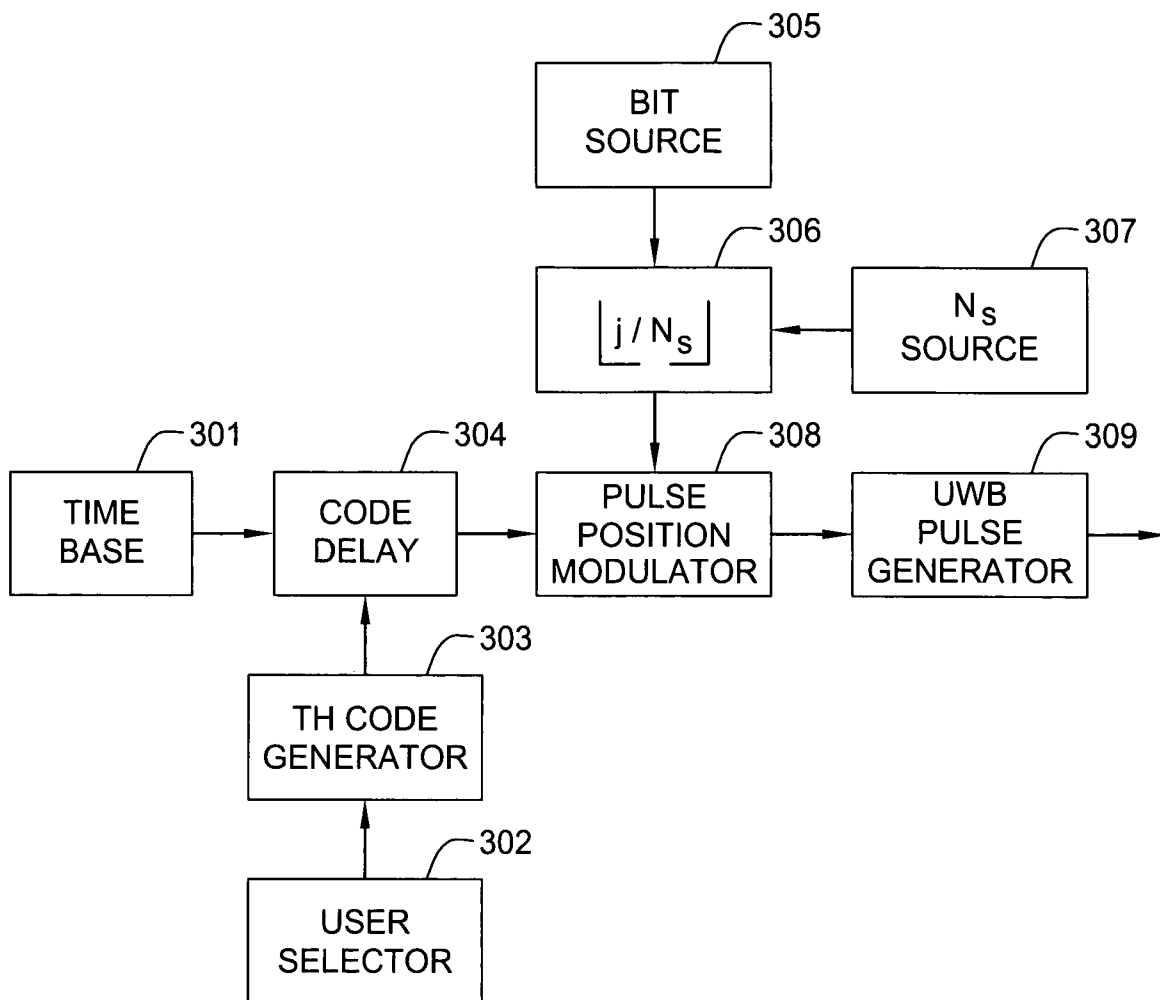 305
BIT
SOURCE
306
307
⌊j / Ns⌋
Ns
SOURCE
301
304
308
309
TIME
BASE
CODE
DELAY
PULSE
POSITION
MODULATOR
UWB
PULSE
GENERATOR
303
TH CODE
GENERATOR
302
USER
SELECTOR